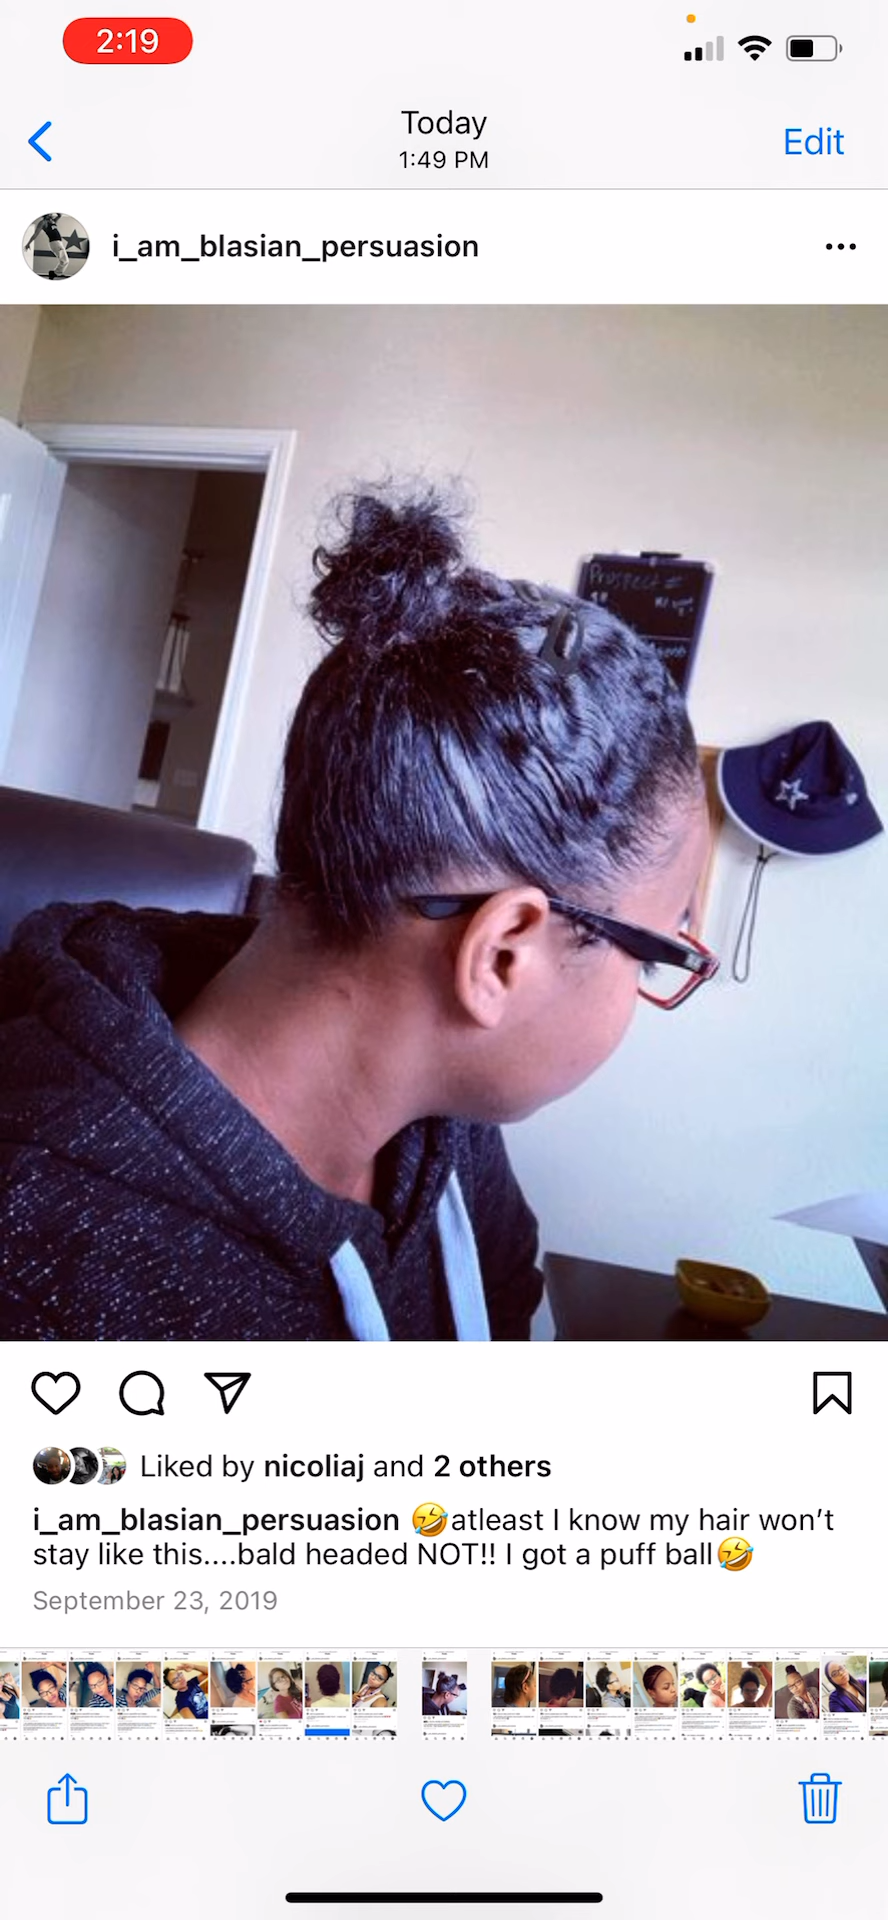 2:19
Today
1:49 PM
Edit
i_am_blasian_persuasion
Prospect #
Liked by nicoliaj and 2 others
i_am_blasian_persuasion 🤣atleast I know my hair won't
stay like this....bald headed NOT!! I got a puff ball🤣
September 23, 2019